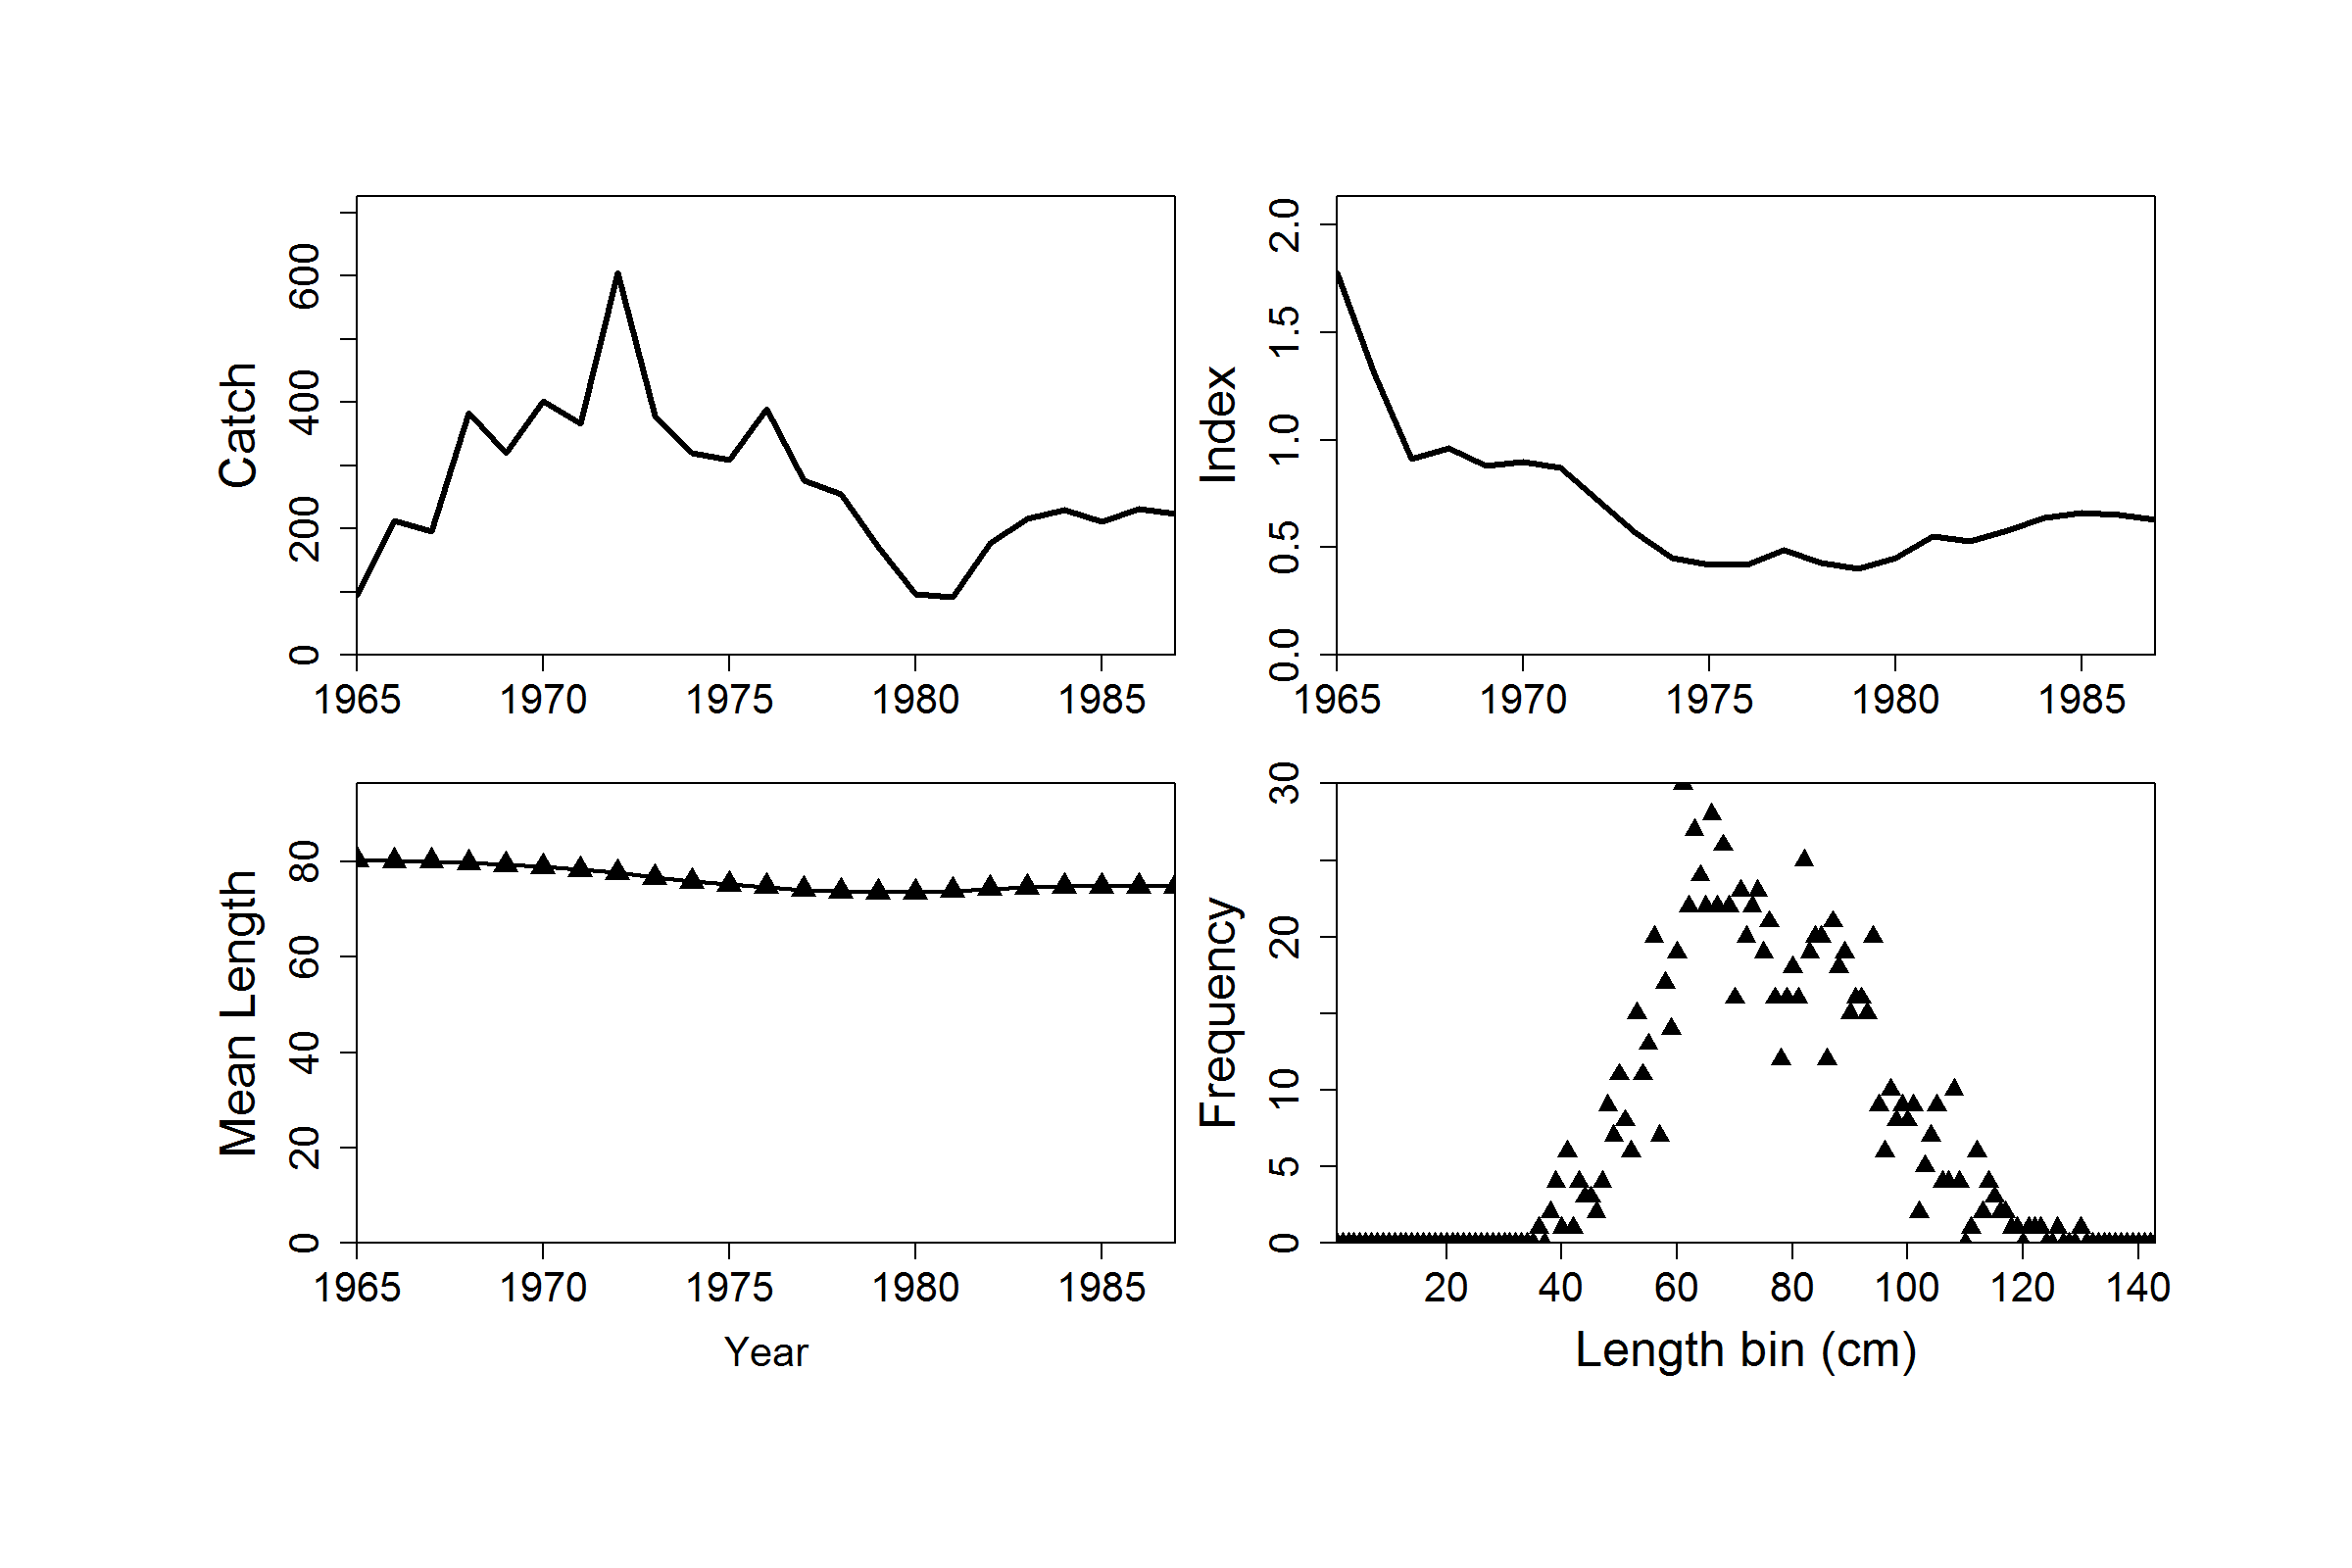 Catch
0 200 400 600
1965 1970 1975 1980 1985
Index
0.0 0.5 1.0 1.5 2.0
1965 1970 1975 1980 1985
Mean Length
0 20 40 60 80
1965 1970 1975 1980 1985
Year
Frequency
0 5 10 20 30
20 40 60 80 100 120 140
Length bin (cm)